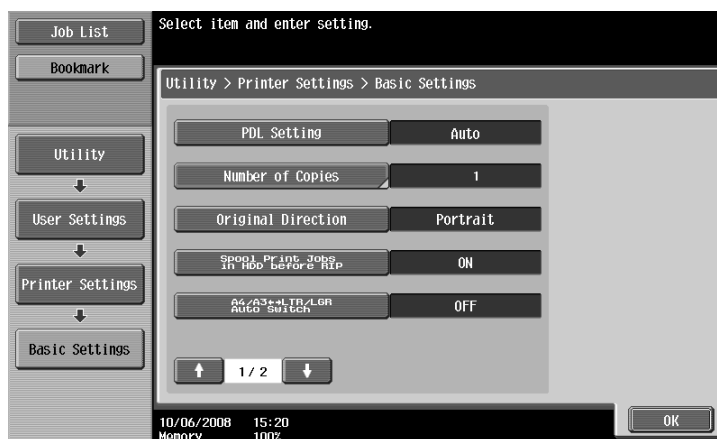 Job List
Bookmark
Select item and enter setting.
Utility > Printer Settings > Basic Settings
Utility
User Settings
Printer Settings
Basic Settings
PDL Setting
Auto
Number of Copies
1
Original Direction
Portrait
Spool Print Jobs
in HDD before RIP
ON
A4/A3↔LTR/LGR
Auto Switch
OFF
1/ 2
10/06/2008 15:20
Memory 100%
OK